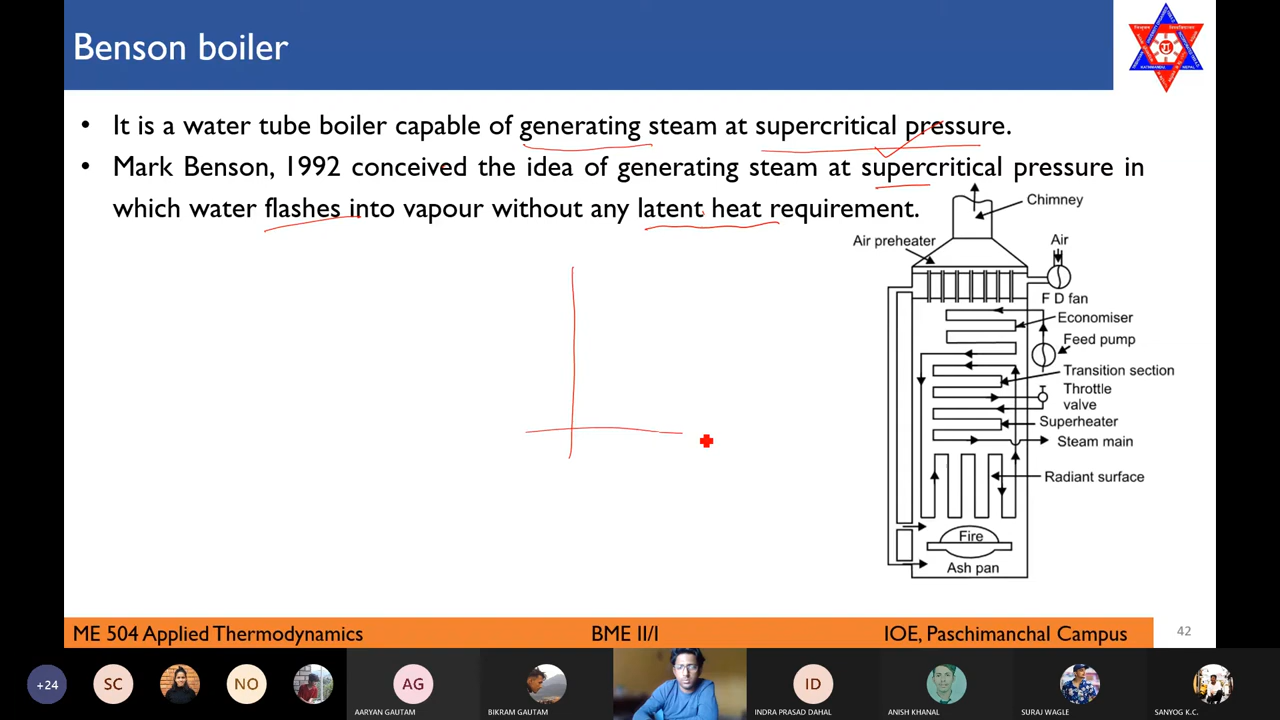 Benson boiler
• It is a water tube boiler capable of generating steam at supercritical pressure.
• Mark Benson, 1992 conceived the idea of generating steam at supercritical pressure in
which water flashes into vapour without any latent heat requirement.
Chimney
Air preheater
Air
F D fan
Economiser
Feed pump
Transition section
Throttle
valve
Superheater
Steam main
Radiant surface
Fire
Ash pan
ME 504 Applied Thermodynamics
BME II/I
IOE, Paschimanchal Campus
42
+24
SC
NO
AG
ID
AARYAN GAUTAM
BIKRAM GAUTAM
INDRA PRASAD DAHAL
ANISH KHANAL
SURAJ WAGLE
SANYOG K.C.